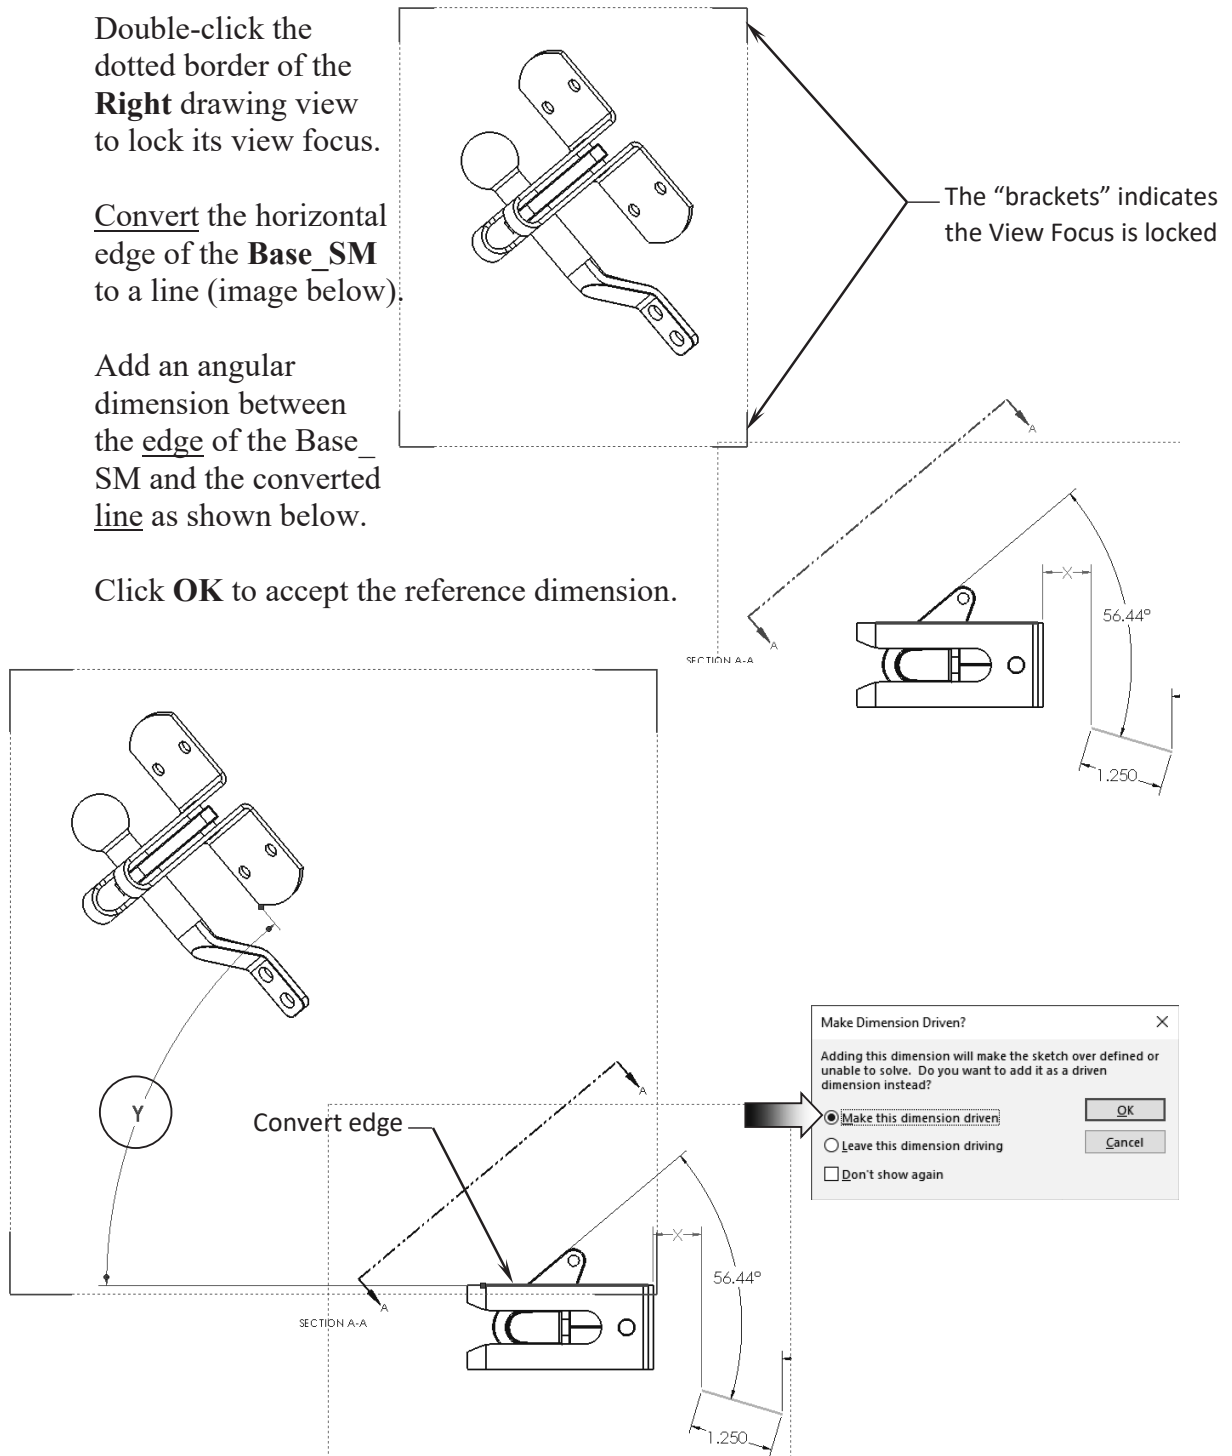 Double-click the
dotted border of the
Right drawing view
to lock its view focus.
Convert the horizontal
edge of the Base_SM
to a line (image below).
Add an angular
dimension between
the edge of the Base_
SM and the converted
line as shown below.
Click OK to accept the reference dimension.
The “brackets” indicates
the View Focus is locked
A
A
SECTION A-A
X
56.44°
1.250
Make Dimension Driven?
Adding this dimension will make the sketch over defined or
unable to solve. Do you want to add it as a driven
dimension instead?
Make this dimension driven
OK
Leave this dimension driving
Cancel
Don't show again
Y
Convert edge
A
A
SECTION A-A
X
56.44°
1.250